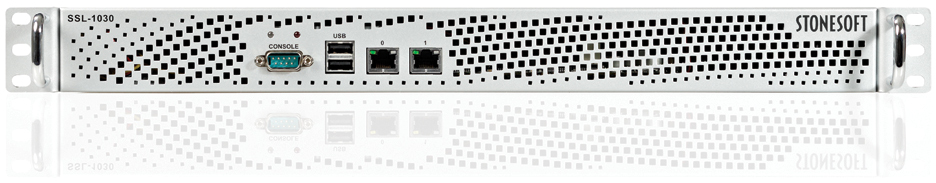 SSL-1030
STONESOFT
USB
0
1
CONSOLE